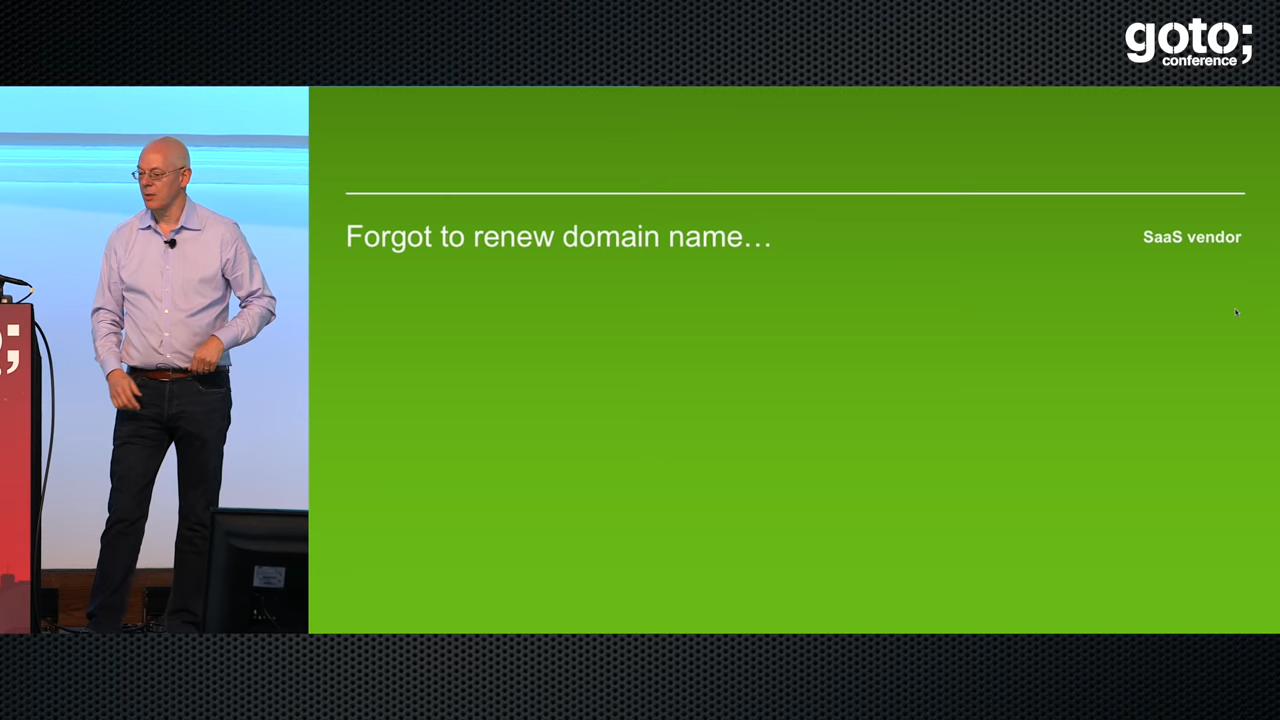 goto;
conference
Forgot to renew domain name…
SaaS vendor